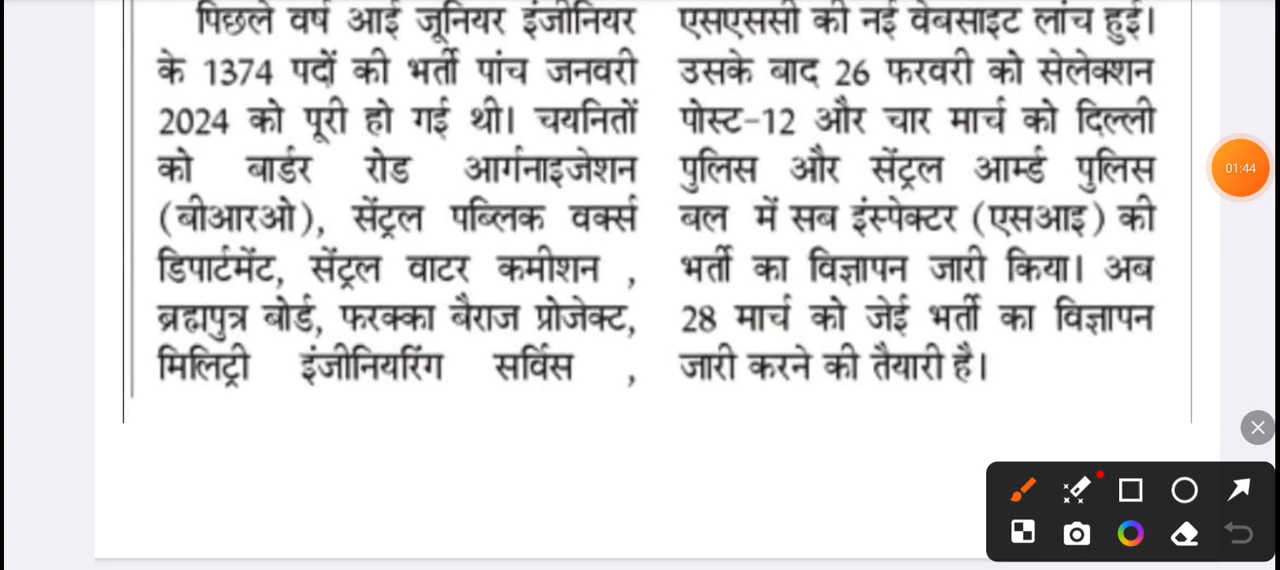 पिछले वर्ष आई जूनियर इंजीनियर
के 1374 पदों की भर्ती पांच जनवरी
2024 को पूरी हो गई थी। चयनितों
को बार्डर रोड आर्गनाइजेशन
(बीआरओ), सेंट्रल पब्लिक वर्क्स
डिपार्टमेंट, सेंट्रल वाटर कमीशन ,
ब्रह्मपुत्र बोर्ड, फरक्का बैराज प्रोजेक्ट,
मिलिट्री इंजीनियरिंग सर्विस ,
एसएससी की नई वेबसाइट लांच हुई।
उसके बाद 26 फरवरी को सेलेक्शन
पोस्ट-12 और चार मार्च को दिल्ली
पुलिस और सेंट्रल आर्म्ड पुलिस
बल में सब इंस्पेक्टर (एसआइ) की
भर्ती का विज्ञापन जारी किया। अब
28 मार्च को जेई भर्ती का विज्ञापन
जारी करने की तैयारी है।
01:44